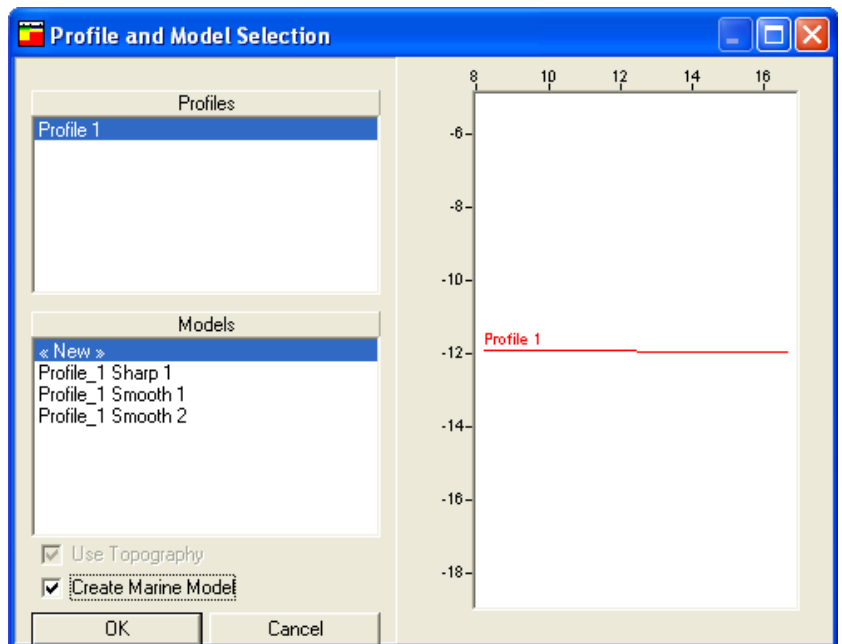 Profile and Model Selection
Profiles
Profile 1
Models
« New »
Profile_1 Sharp 1
Profile_1 Smooth 1
Profile_1 Smooth 2
Use Topography
Create Marine Model
OK Cancel
8 10 12 14 16
-6
-8
-10
Profile 1
-12
-14
-16
-18